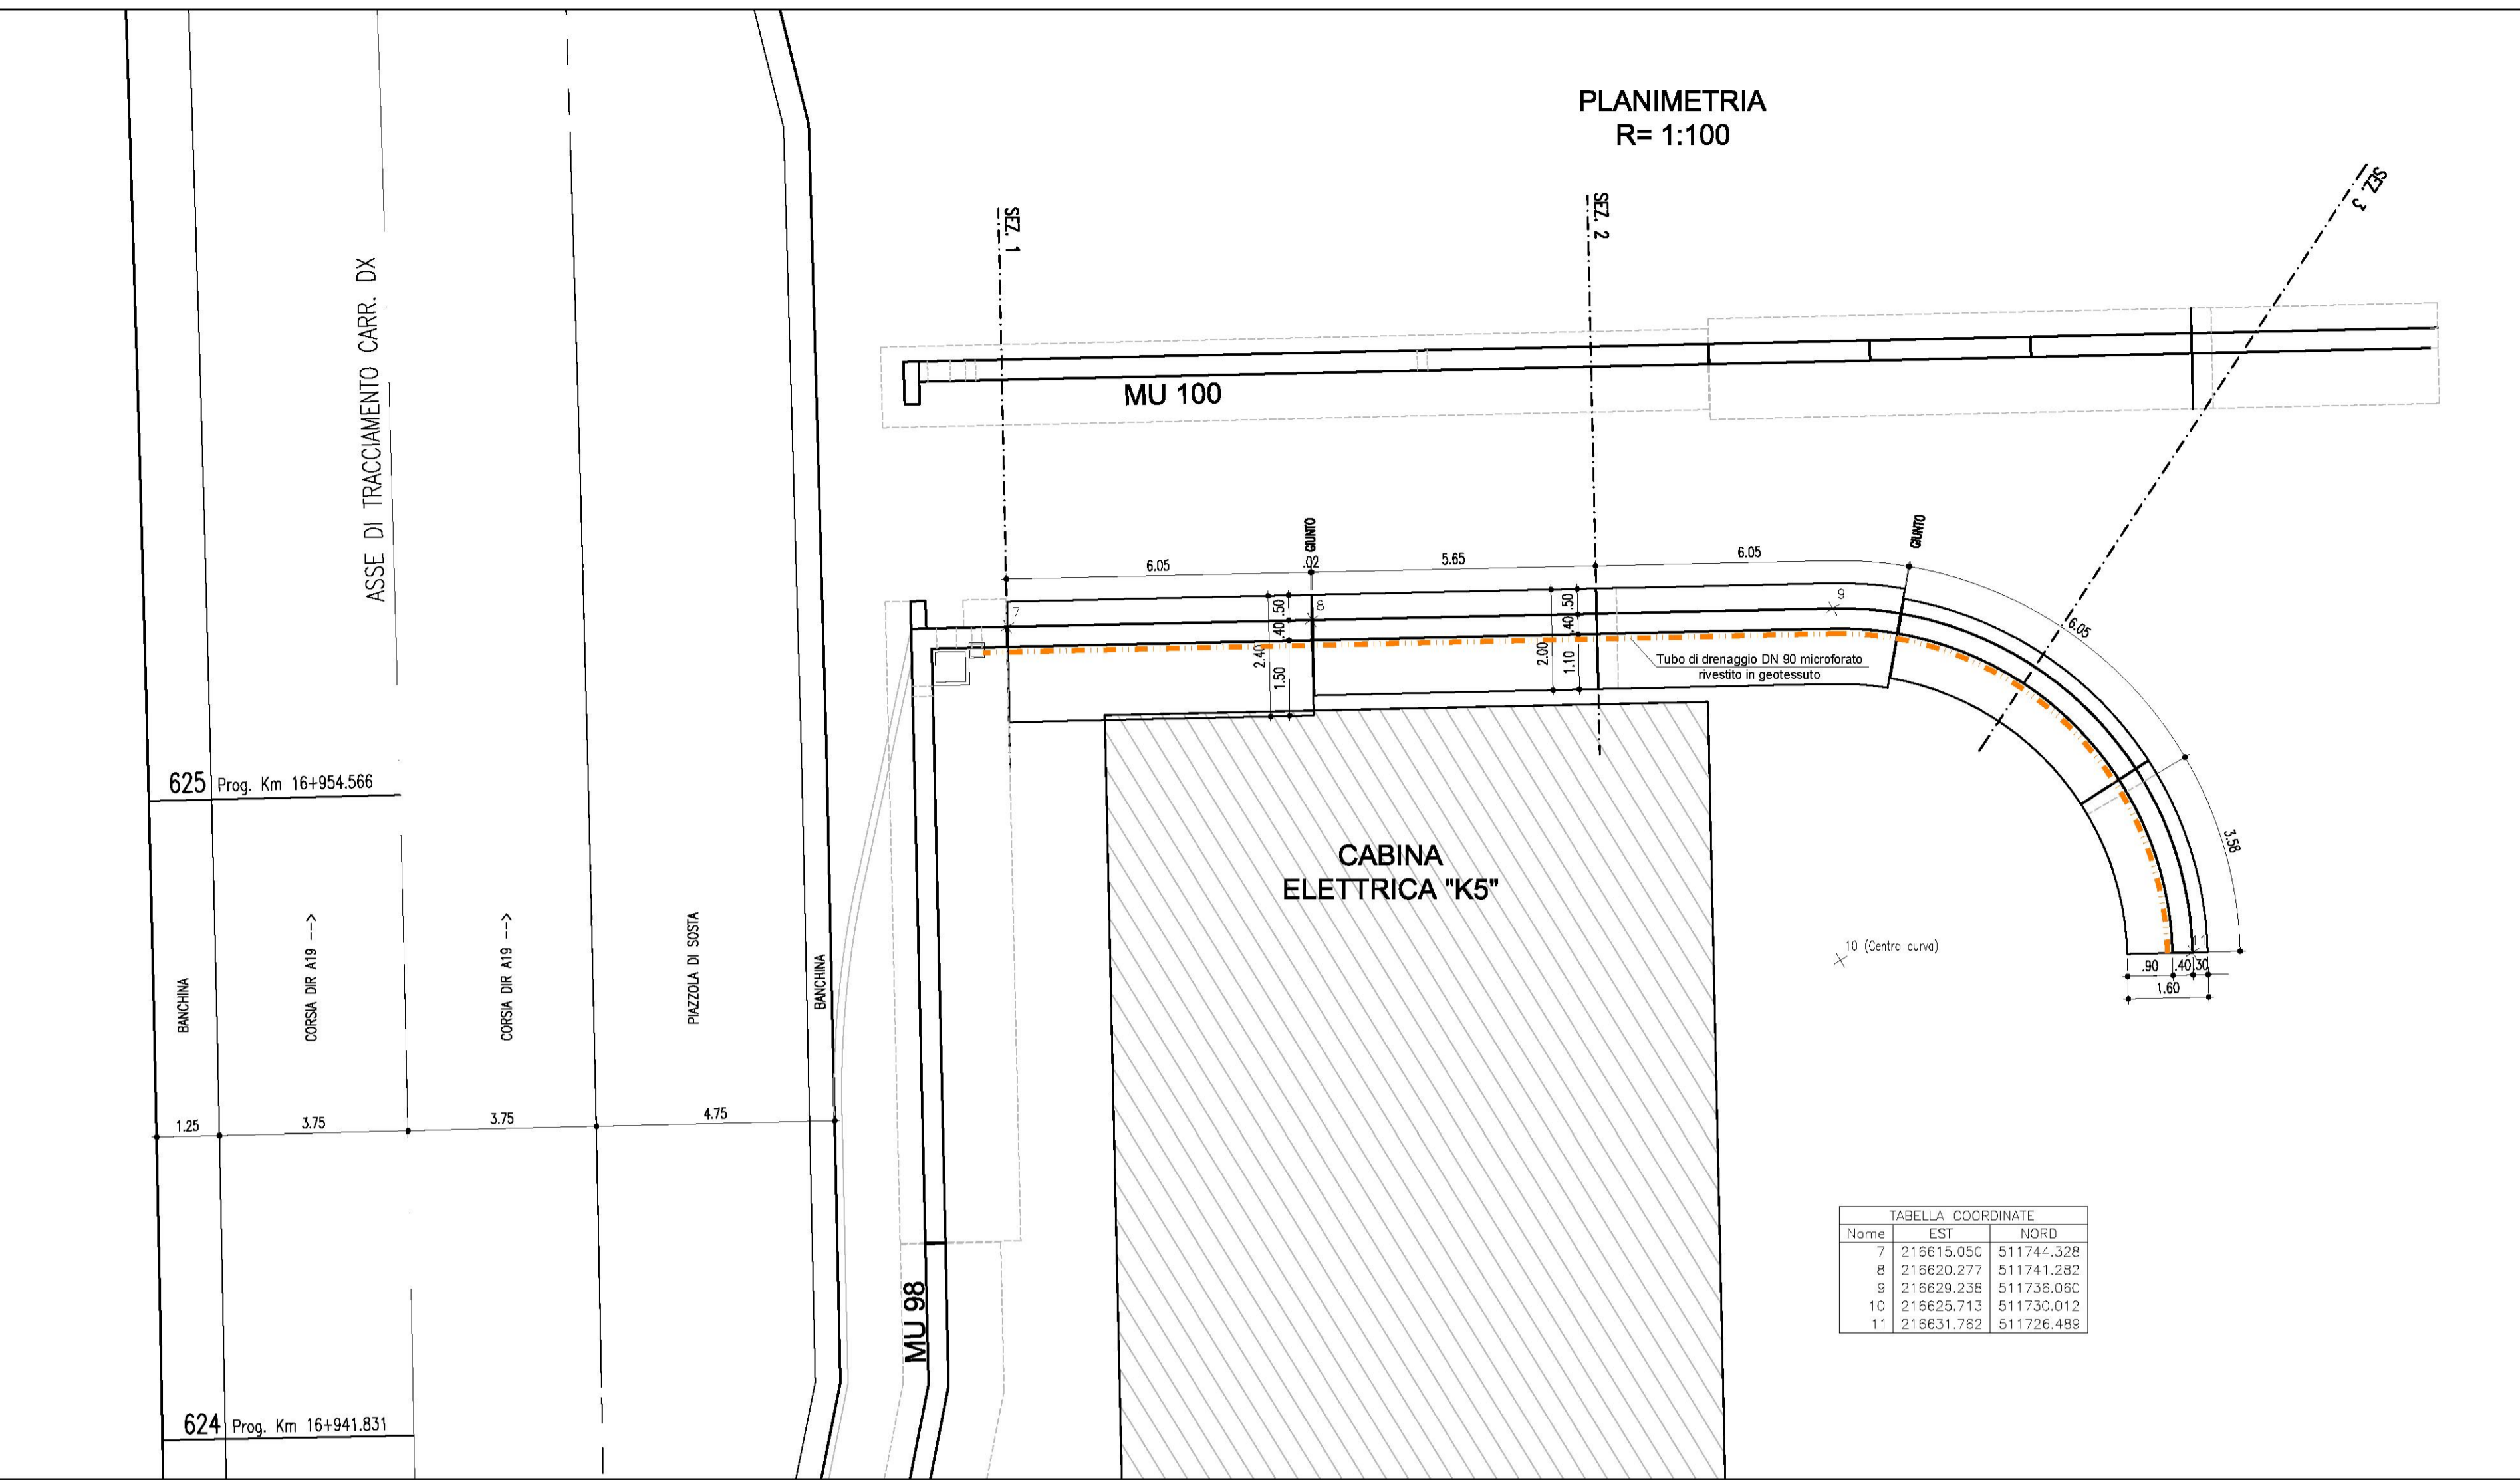 PLANIMETRIA
R= 1:100
SEZ. 1
SEZ. 2
SEZ. 3
ASSE DI TRACCIAMENTO CARR. DX
MU 100
GIUNTO
GIUNTO
6.05
.02
5.65
6.05
6.05
3.58
7
8
9
.50
.40
2.40
1.50
.50
.40
2.00
1.10
Tubo di drenaggio DN 90 microforato
rivestito in geotessuto
625 Prog. Km 16+954.566
CABINA
ELETTRICA "K5"
BANCHINA
CORSIA DIR A19 -->
CORSIA DIR A19 -->
PIAZZOLA DI SOSTA
BANCHINA
10 (Centro curva)
11
.90 .40 .30
1.60
1.25 3.75 3.75 4.75
MU 98
TABELLA COORDINATE
Nome EST NORD
7 216615.050 511744.328
8 216620.277 511741.282
9 216629.238 511736.060
10 216625.713 511730.012
11 216631.762 511726.489
624 Prog. Km 16+941.831